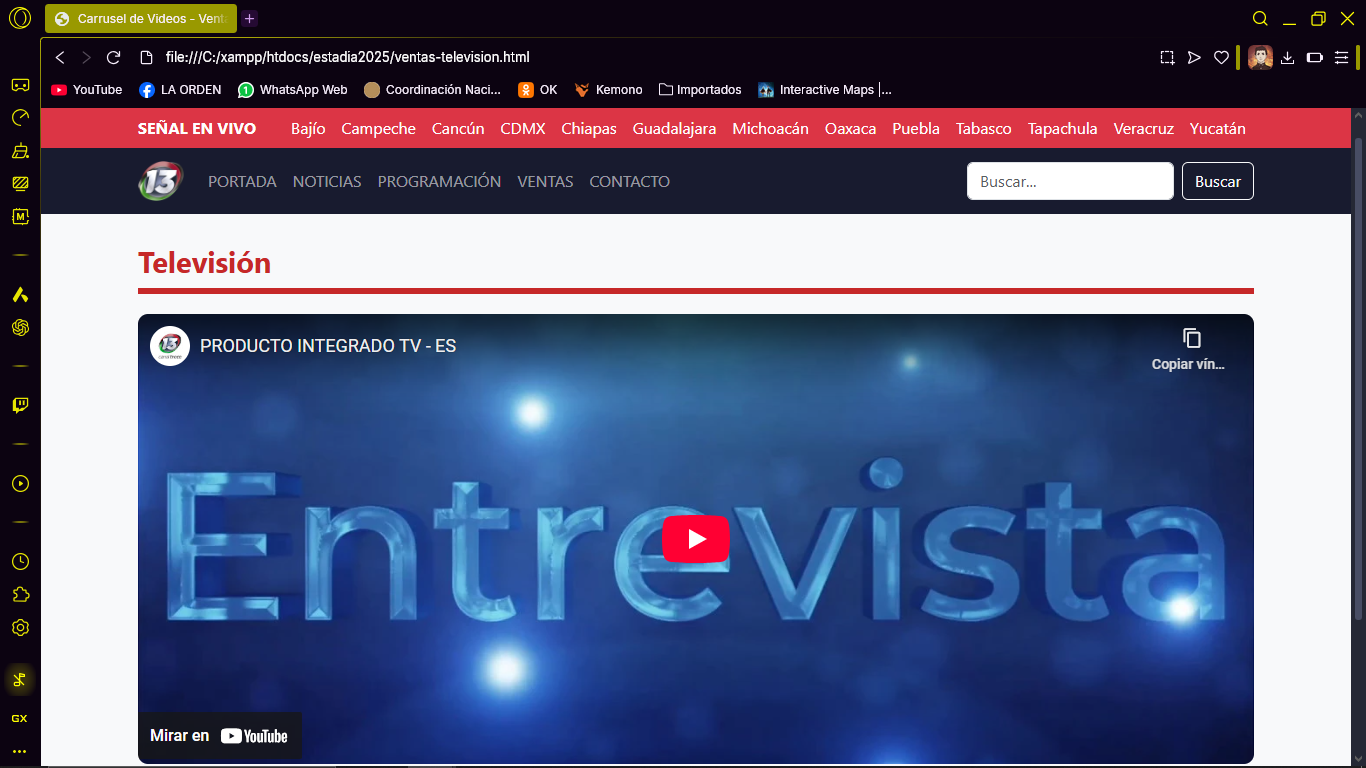 Carrusel de Videos - Vent
file:///C:/xampp/htdocs/estadia2025/ventas-television.html
YouTube LA ORDEN WhatsApp Web Coordinación Naci... OK Kemono Importados Interactive Maps |...
SEÑAL EN VIVO Bajío Campeche Cancún CDMX Chiapas Guadalajara Michoacán Oaxaca Puebla Tabasco Tapachula Veracruz Yucatán
13 PORTADA NOTICIAS PROGRAMACIÓN VENTAS CONTACTO Buscar... Buscar
Televisión
13 PRODUCTO INTEGRADO TV - ES
Copiar vín...
Entrevista
Mirar en YouTube
M
GX